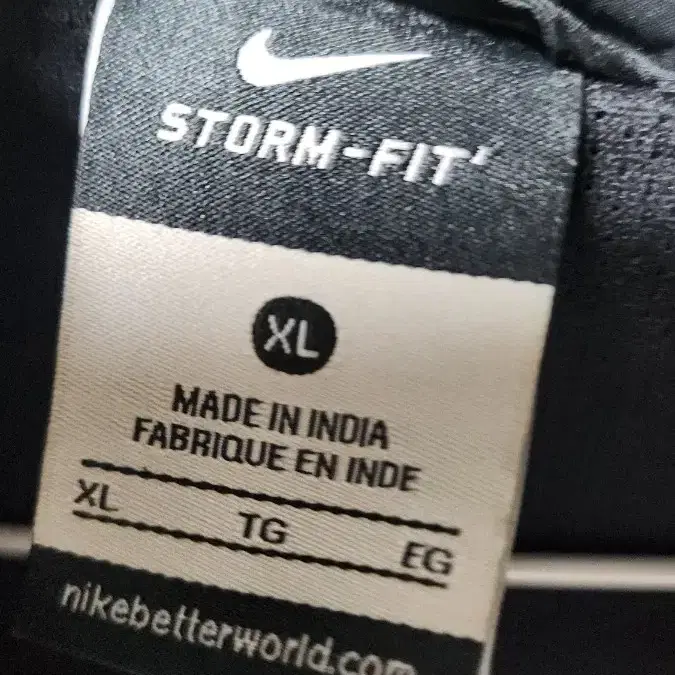 STORM-FIT
XL
MADE IN INDIA
FABRIQUE EN INDE
XL TG EG
nikebetterworld.com